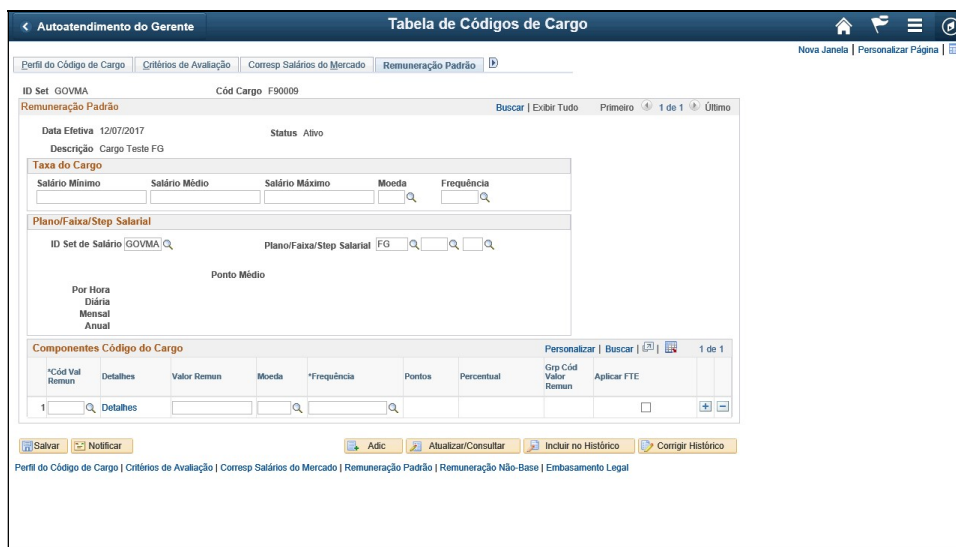 Autoatendimento do Gerente Tabela de Códigos de Cargo
Nova Janela | Personalizar Página |
Perfil do Código de Cargo Critérios de Avaliação Corresp Salários do Mercado Remuneração Padrão
ID Set GOVMA Cód Cargo F90009
Remuneração Padrão Buscar | Exibir Tudo Primeiro 1 de 1 Último
Data Efetiva 12/07/2017 Status Ativo
Descrição Cargo Teste FG
Taxa do Cargo
Salário Mínimo Salário Médio Salário Máximo Moeda Frequência
Plano/Faixa/Step Salarial
ID Set de Salário GOVMA Plano/Faixa/Step Salarial FG
Ponto Médio
Por Hora
Diária
Mensal
Anual
Componentes Código do Cargo Personalizar | Buscar | | 1 de 1
*Cód Val Remun Detalhes Valor Remun Moeda *Frequência Pontos Percentual Grp Cód Valor Remun Aplicar FTE
1 Detalhes
Salvar Notificar Adic Atualizar/Consultar Incluir no Histórico Corrigir Histórico
Perfil do Código de Cargo | Critérios de Avaliação | Corresp Salários do Mercado | Remuneração Padrão | Remuneração Não-Base | Embasamento Legal